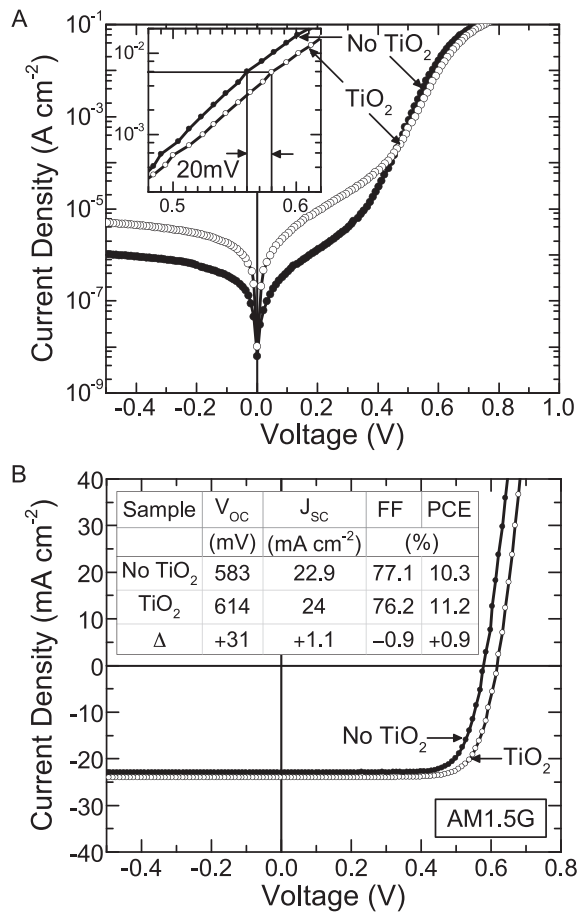 A
Current Density (A cm⁻²)
10⁻¹
10⁻³
10⁻⁵
10⁻⁷
10⁻⁹
10⁻²
10⁻³
20mV
0.5
0.6
No TiO₂
TiO₂
-0.4 -0.2 0.0 0.2 0.4 0.6 0.8 1.0
Voltage (V)
B
Current Density (mA cm⁻²)
40
30
20
10
0
-10
-20
-30
-40
Sample V_OC J_SC FF PCE
(mV) (mA cm⁻²) (%)
No TiO₂ 583 22.9 77.1 10.3
TiO₂ 614 24 76.2 11.2
Δ +31 +1.1 −0.9 +0.9
No TiO₂
TiO₂
AM1.5G
-0.4 -0.2 0.0 0.2 0.4 0.6 0.8
Voltage (V)